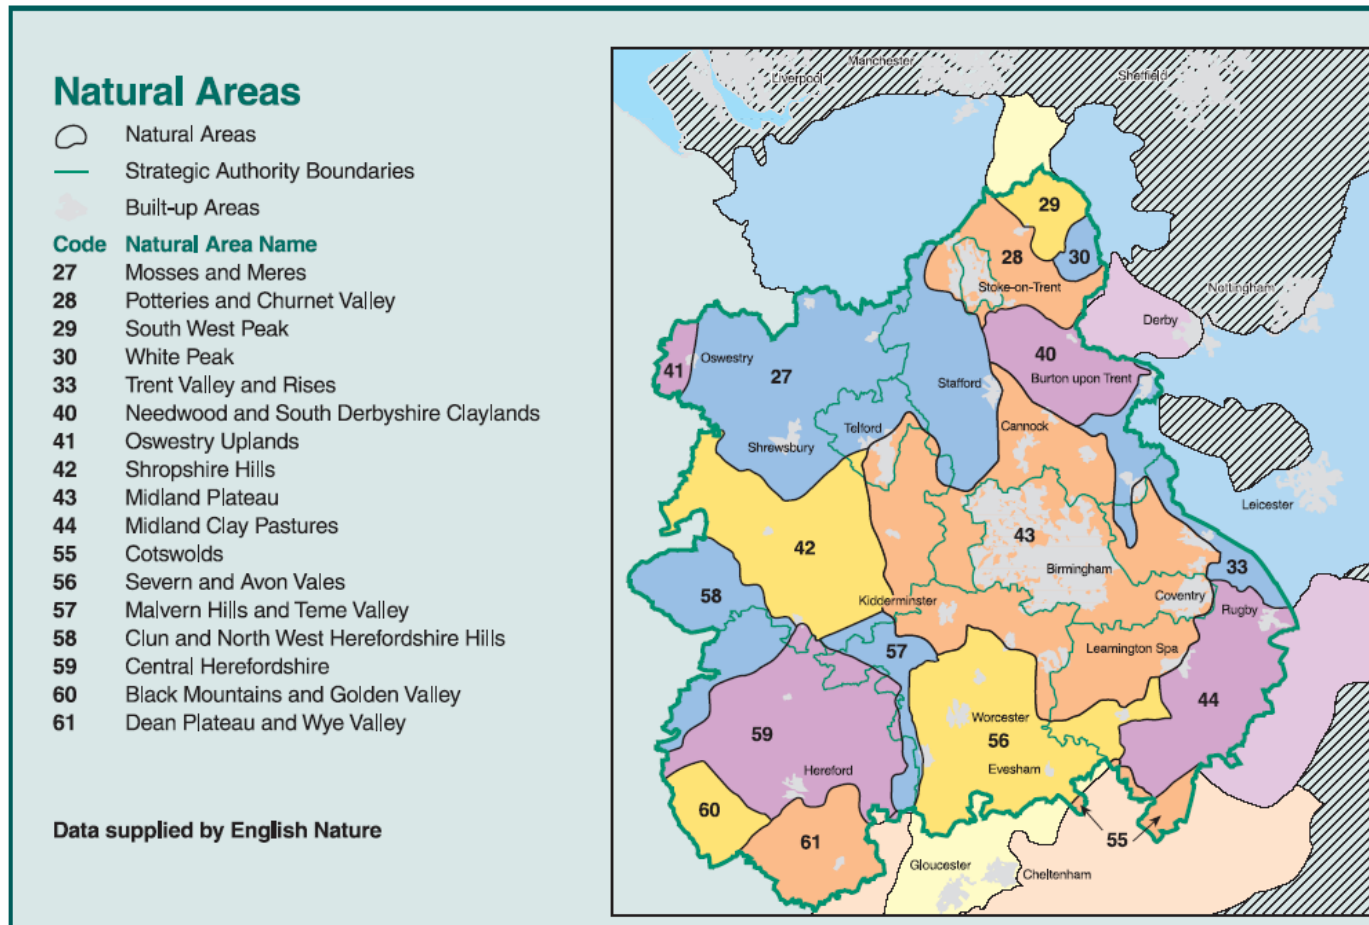 Natural Areas
Natural Areas
Strategic Authority Boundaries
Built-up Areas
Code Natural Area Name
27 Mosses and Meres
28 Potteries and Churnet Valley
29 South West Peak
30 White Peak
33 Trent Valley and Rises
40 Needwood and South Derbyshire Claylands
41 Oswestry Uplands
42 Shropshire Hills
43 Midland Plateau
44 Midland Clay Pastures
55 Cotswolds
56 Severn and Avon Vales
57 Malvern Hills and Teme Valley
58 Clun and North West Herefordshire Hills
59 Central Herefordshire
60 Black Mountains and Golden Valley
61 Dean Plateau and Wye Valley
Data supplied by English Nature
Manchester
Liverpool
Sheffield
29
28
30
Stoke-on-Trent
Nottingham
Derby
40
Oswestry
41
27
Burton upon Trent
Stafford
Telford
Cannock
Shrewsbury
Leicester
43
42
Birmingham
33
58
Kidderminster
Coventry
Rugby
57
Leamington Spa
44
Worcester
59
56
Hereford
Evesham
60
61
55
Gloucester
Cheltenham